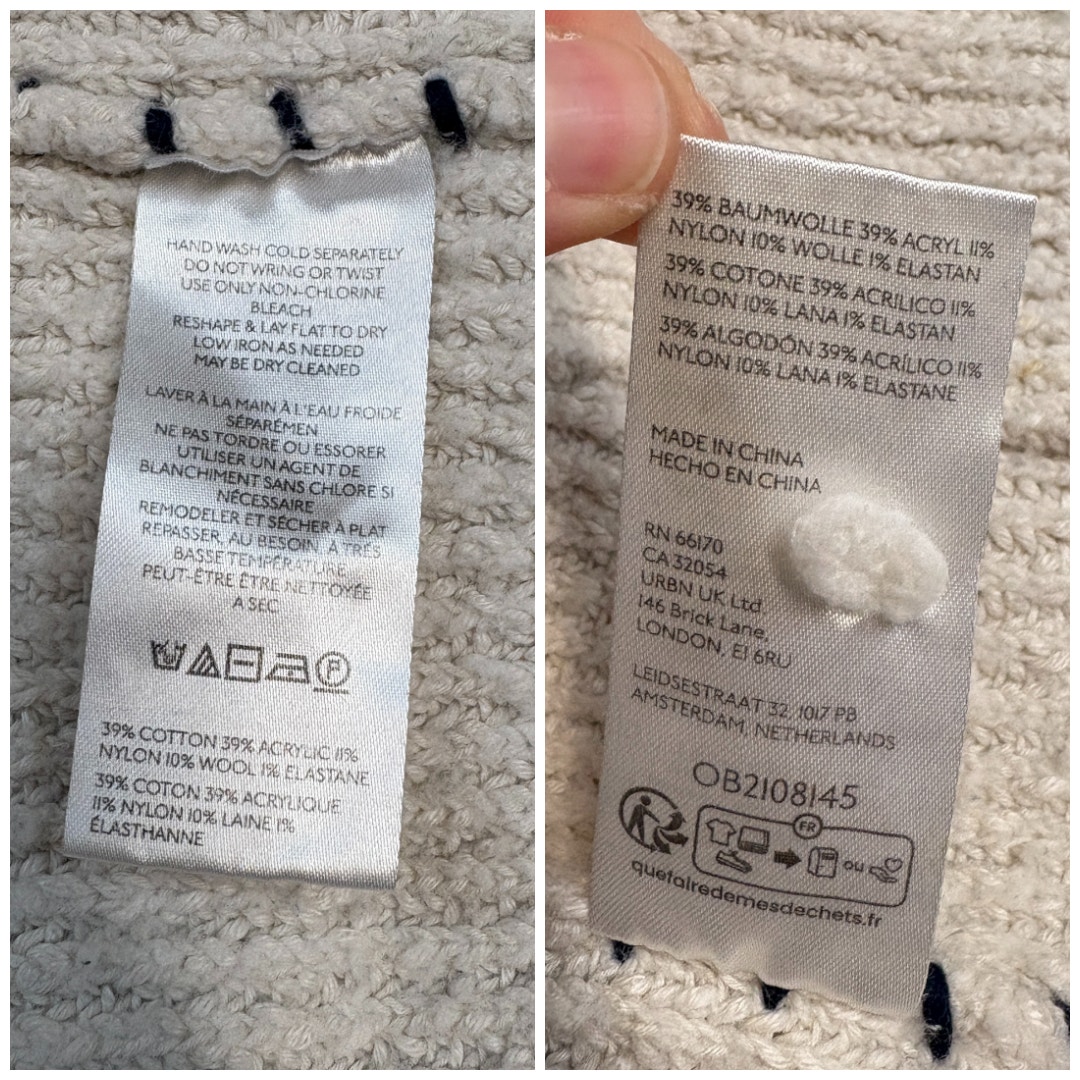 HAND WASH COLD SEPARATELY
DO NOT WRING OR TWIST
USE ONLY NON-CHLORINE
BLEACH
RESHAPE & LAY FLAT TO DRY
LOW IRON AS NEEDED
MAY BE DRY CLEANED
LAVER À LA MAIN À L'EAU FROIDE
SÉPARÉMEN
NE PAS TORDRE OU ESSORER
UTILISER UN AGENT DE
BLANCHIMENT SANS CHLORE SI
NÉCESSAIRE
REMODELER ET SÉCHER À PLAT
REPASSER, AU BESOIN, À TRÈS
BASSE TEMPÉRATURE
PEUT-ÊTRE ÊTRE NETTOYÉE
A SEC
P
39% COTTON 39% ACRYLIC 11%
NYLON 10% WOOL 1% ELASTANE
39% COTON 39% ACRYLIQUE
11% NYLON 10% LAINE 1%
ÉLASTHANNE
39% BAUMWOLLE 39% ACRYL 11%
NYLON 10% WOLLE 1% ELASTAN
39% COTONE 39% ACRILICO 11%
NYLON 10% LANA 1% ELASTAN
39% ALGODÓN 39% ACRÍLICO 11%
NYLON 10% LANA 1% ELASTANE
MADE IN CHINA
HECHO EN CHINA
RN 66170
CA 32054
URBN UK Ltd
146 Brick Lane,
LONDON, E1 6RU
LEIDSESTRAAT 32, 1017 PB
AMSTERDAM, NETHERLANDS
OB2108145
FR
ou
quefairedemesdechets.fr